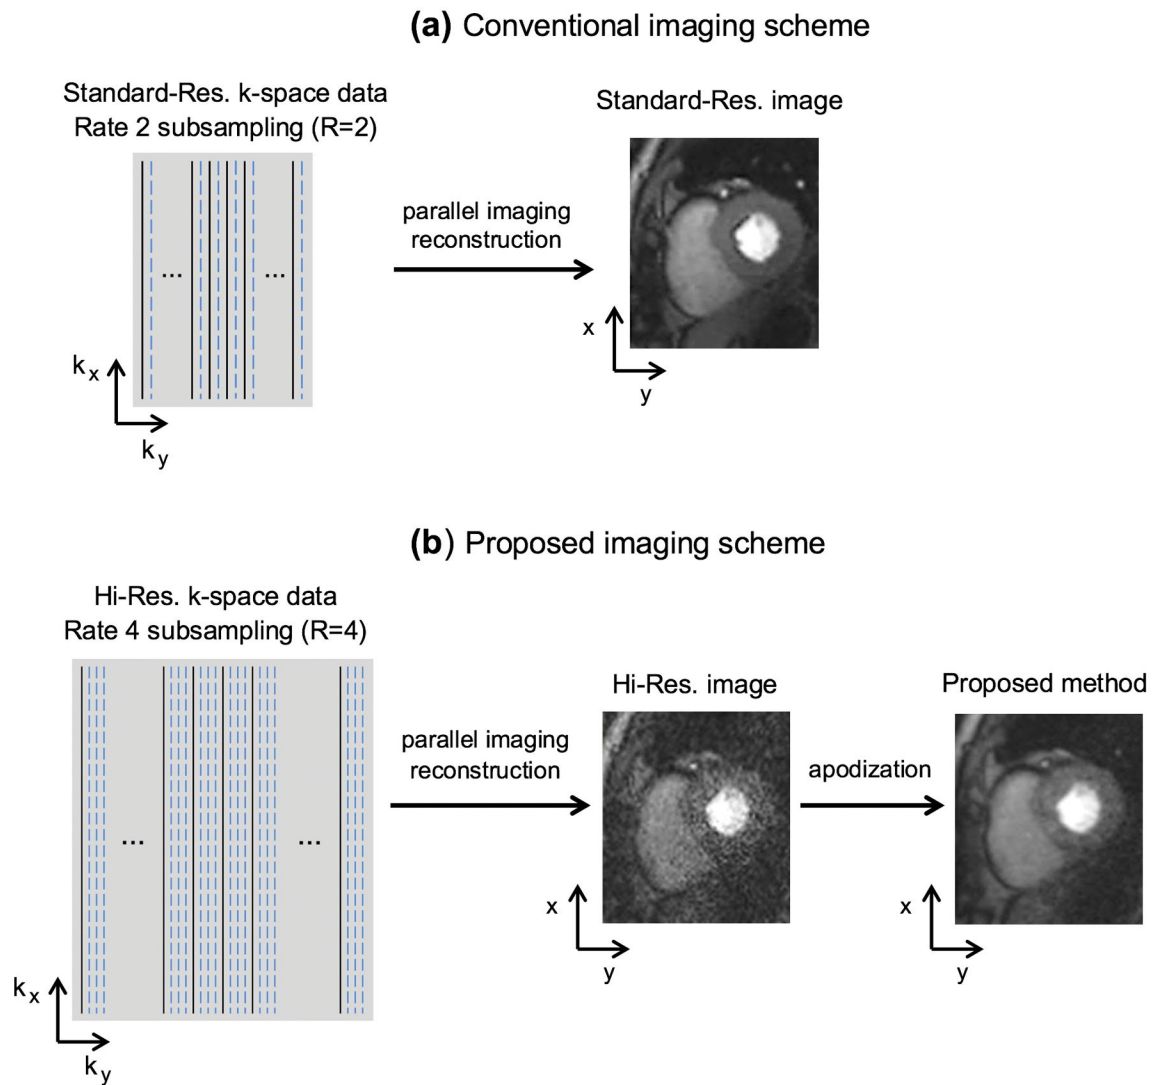 (a) Conventional imaging scheme
Standard-Res. k-space data
Rate 2 subsampling (R=2)
Standard-Res. image
parallel imaging
reconstruction
... ...
x
y
kx
ky
(b) Proposed imaging scheme
Hi-Res. k-space data
Rate 4 subsampling (R=4)
Hi-Res. image
Proposed method
parallel imaging
reconstruction
apodization
... ...
x
y
x
y
kx
ky